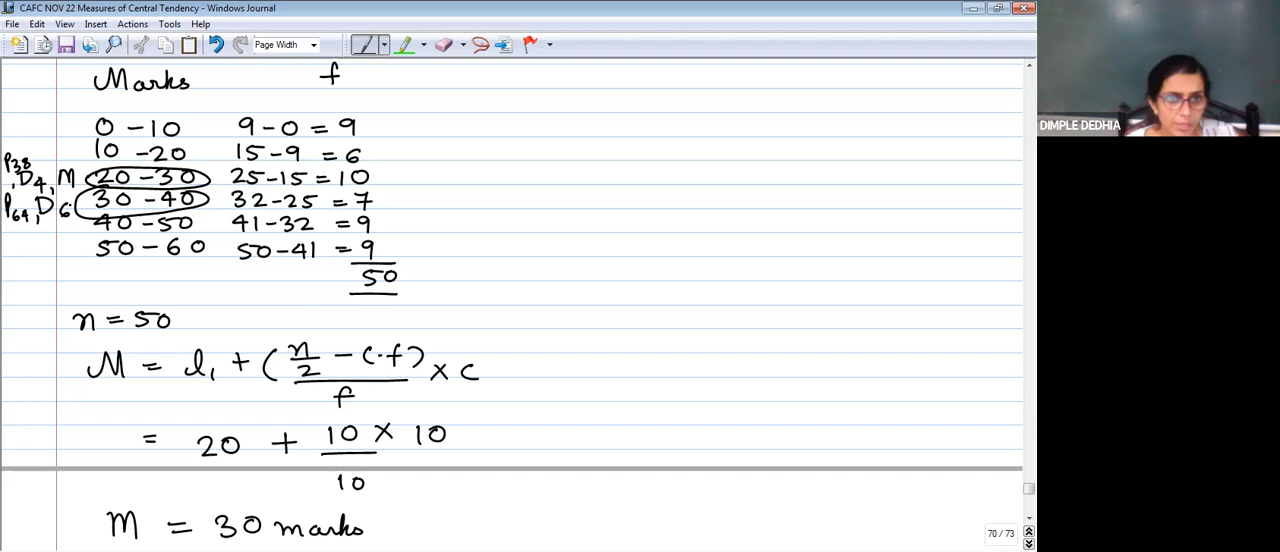 CAFC NOV 22 Measures of Central Tendency - Windows Journal
File Edit View Insert Actions Tools Help
Page Width
Marks f
0 - 10 9 - 0 = 9
10 - 20 15 - 9 = 6
P38, D4, M 20 - 30 25 - 15 = 10
P64, D6 30 - 40 32 - 25 = 7
40 - 50 41 - 32 = 9
50 - 60 50 - 41 = 9
50
n = 50
M = l₁ + (n/2 - c.f) / f × c
= 20 + 10/10 × 10
M = 30 marks
70 / 73
DIMPLE DEDHIA